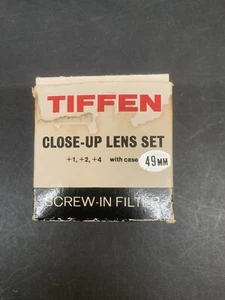 TIFFEN
CLOSE-UP LENS SET
+1, +2, +4 with case 49MM
SCREW-IN FILTER